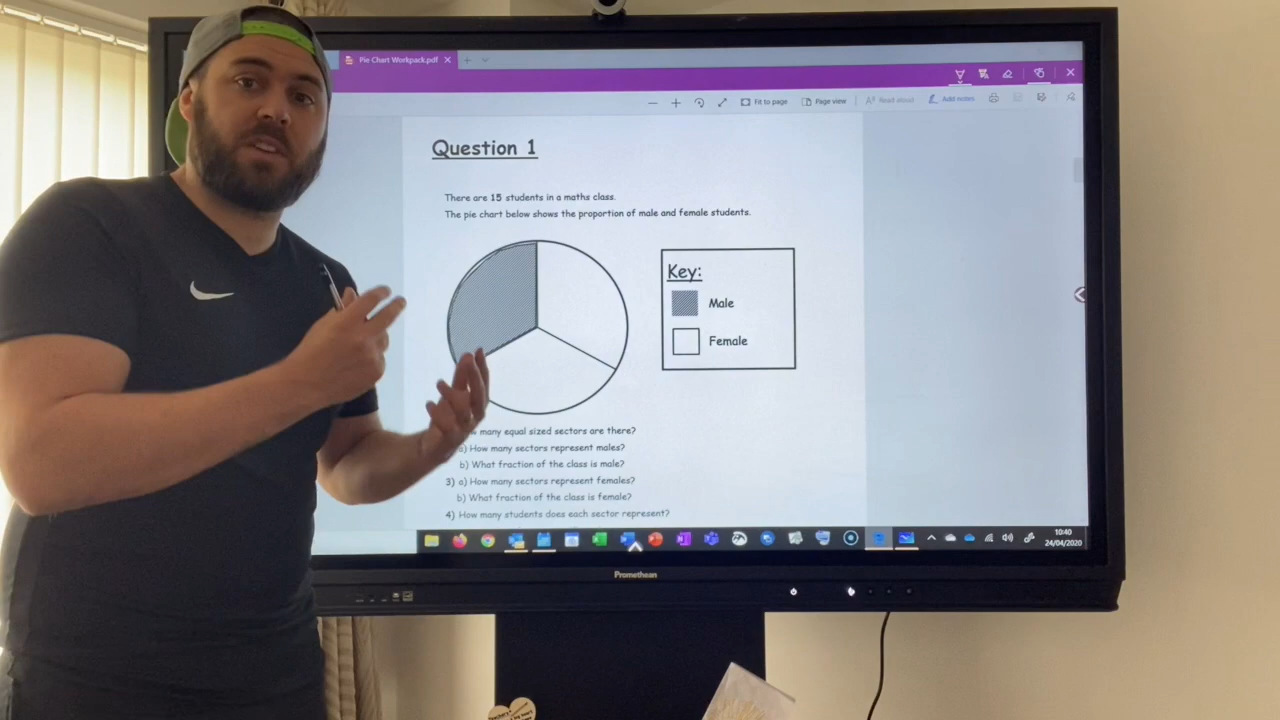 Pie Chart Workpack.pdf
Fit to page
Page view
Read aloud
Add notes
Question 1
There are 15 students in a maths class.
The pie chart below shows the proportion of male and female students.
Key:
Male
Female
many equal sized sectors are there?
a) How many sectors represent males?
b) What fraction of the class is male?
3) a) How many sectors represent females?
b) What fraction of the class is female?
4) How many students does each sector represent?
10:40
24/04/2020
Promethean